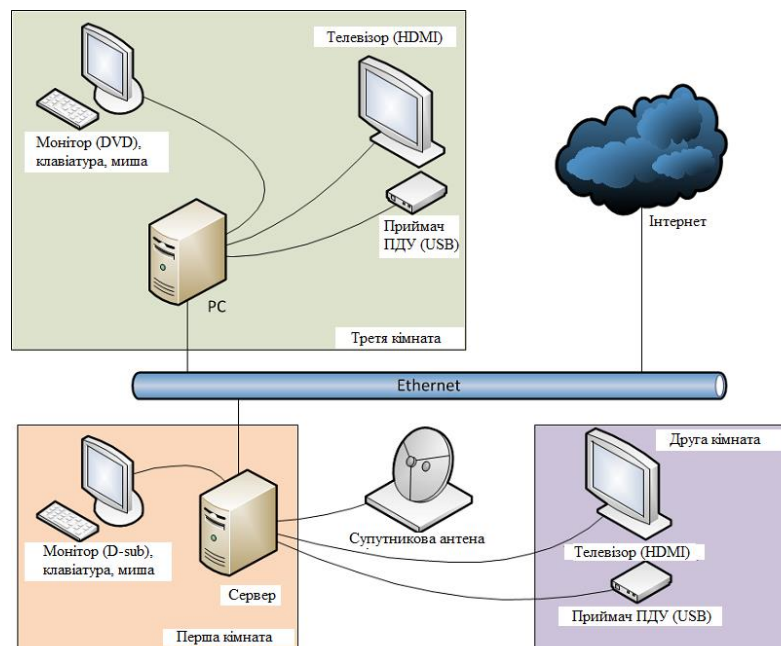 Телевізор (HDMI)
Монітор (DVD),
клавіатура, миша
Приймач
ПДУ (USB)
PC
Третя кімната
Інтернет
Ethernet
Друга кімната
Монітор (D-sub),
клавіатура, миша
Сервер
Перша кімната
Супутникова антена
Телевізор (HDMI)
Приймач ПДУ (USB)